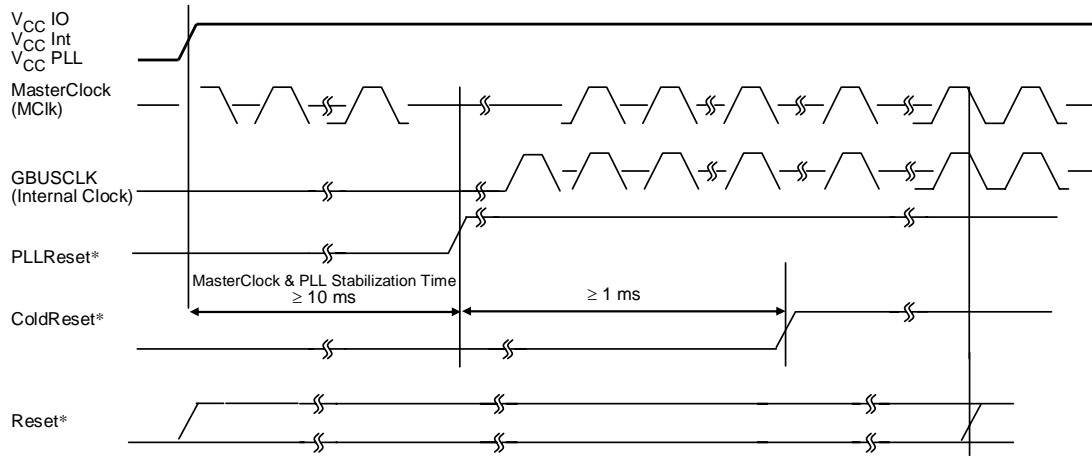 VCC IO
VCC Int
VCC PLL
MasterClock
(MClk)
GBUSCLK
(Internal Clock)
PLLReset*
MasterClock & PLL Stabilization Time
≥ 10 ms
≥ 1 ms
ColdReset*
Reset*